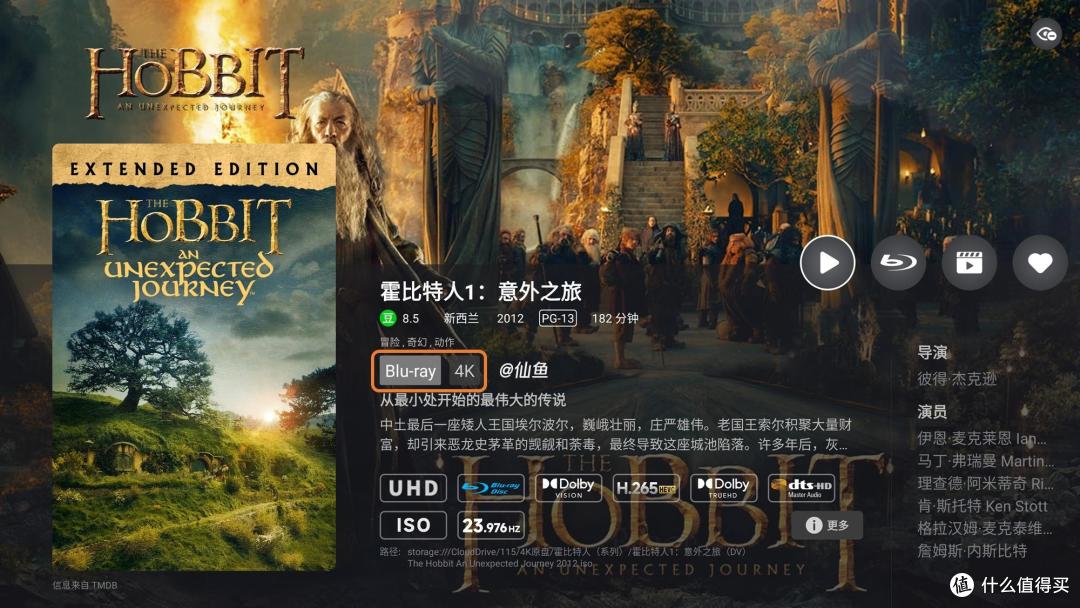 THE
HOBBIT
AN UNEXPECTED JOURNEY
EXTENDED EDITION
THE
HOBBIT
AN
UNEXPECTED
JOURNEY
霍比特人1：意外之旅
豆 8.5 新西兰 2012 PG-13 182 分钟
冒险,奇幻,动作
Blu-ray 4K @仙鱼
从最小处开始的最伟大的传说
中土最后一座矮人王国埃尔波尔，巍峨壮丽，庄严雄伟。老国王索尔积聚大量财
富，却引来恶龙史茅革的觊觎和荼毒，最终导致这座城池陷落。许多年后，灰...
UHD Blu-ray Disc Dolby VISION H.265 HEVC Dolby TRUEHD dts-HD Master Audio
ISO 23.976HZ
更多
路径: storage:///CloudDrive/115/4K原盘/霍比特人（系列）/霍比特人1：意外之旅（DV）
The Hobbit An Unexpected Journey 2012.iso
THE
HOBBIT
AN UNEXPECTED JOURNEY
信息来自 TMDB
导演
彼得·杰克逊
演员
伊恩·麦克莱恩 Ian...
马丁·弗瑞曼 Martin...
理查德·阿米蒂奇 Ri...
肯·斯托特 Ken Stott
格拉汉姆·麦克泰维...
詹姆斯·内斯比特
值 什么值得买